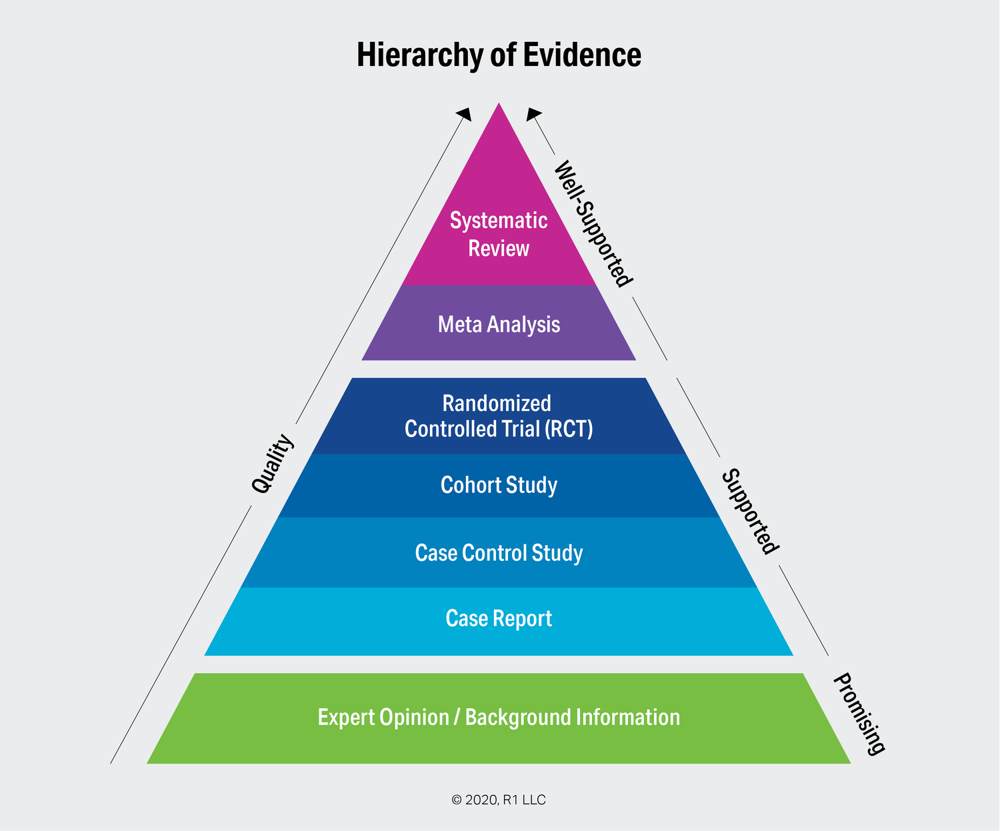 Hierarchy of Evidence
Well-Supported
Systematic
Review
Meta Analysis
Randomized
Controlled Trial (RCT)
Quality
Cohort Study
Supported
Case Control Study
Case Report
Expert Opinion / Background Information
Promising
© 2020, R1 LLC